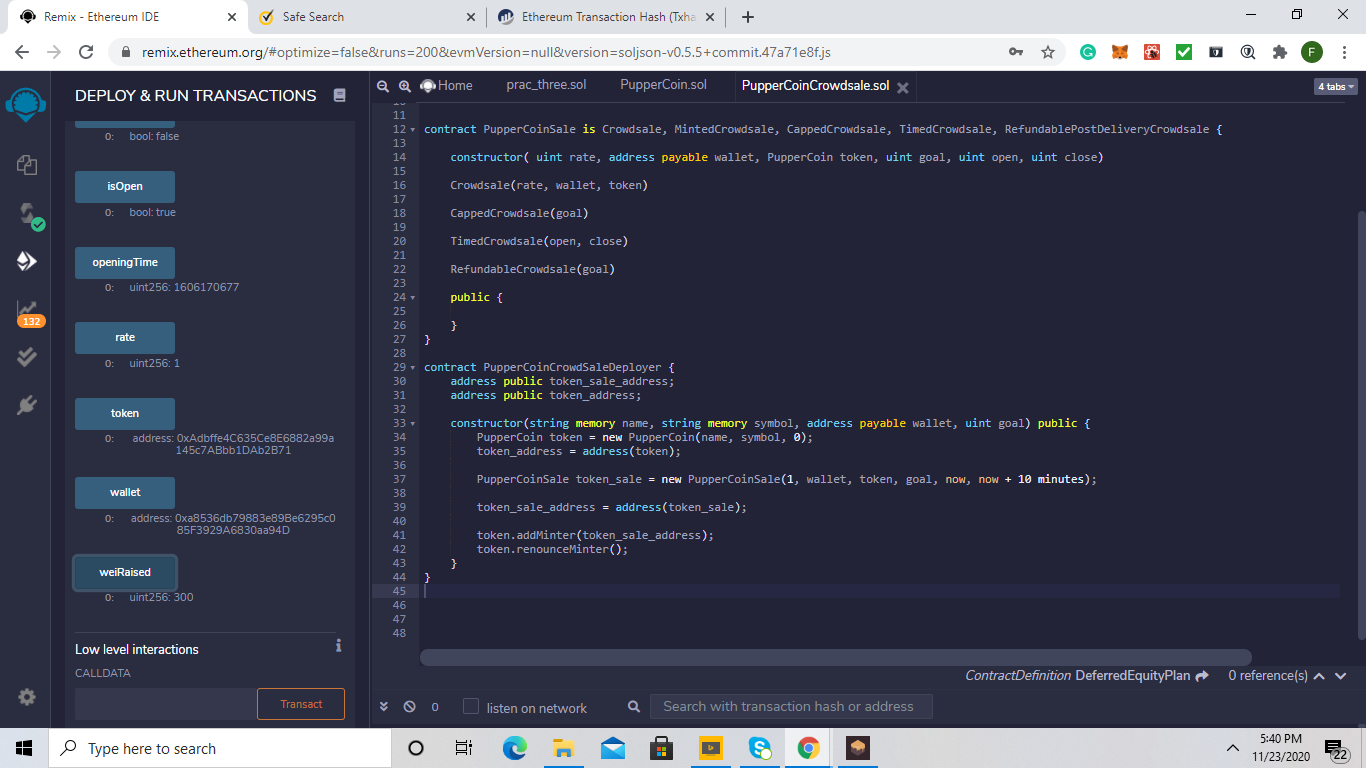 Remix - Ethereum IDE
Safe Search
Ethereum Transaction Hash (Txha
remix.ethereum.org/#optimize=false&runs=200&evmVersion=null&version=soljson-v0.5.5+commit.47a71e8f.js
F
DEPLOY & RUN TRANSACTIONS
Home
prac_three.sol
PupperCoin.sol
PupperCoinCrowdsale.sol
4 tabs
0: bool: false
isOpen
0: bool: true
openingTime
0: uint256: 1606170677
rate
0: uint256: 1
token
0: address: 0xAdbffe4C635Ce8E6882a99a
145c7ABbb1DAb2B71
wallet
0: address: 0xa8536db79883e89Be6295c0
85F3929A6830aa94D
weiRaised
0: uint256: 300
Low level interactions
CALLDATA
Transact
132
11
12 contract PupperCoinSale is Crowdsale, MintedCrowdsale, CappedCrowdsale, TimedCrowdsale, RefundablePostDeliveryCrowdsale {
13
14 constructor( uint rate, address payable wallet, PupperCoin token, uint goal, uint open, uint close)
15
16 Crowdsale(rate, wallet, token)
17
18 CappedCrowdsale(goal)
19
20 TimedCrowdsale(open, close)
21
22 RefundableCrowdsale(goal)
23
24 public {
25
26 }
27 }
28
29 contract PupperCoinCrowdSaleDeployer {
30 address public token_sale_address;
31 address public token_address;
32
33 constructor(string memory name, string memory symbol, address payable wallet, uint goal) public {
34 PupperCoin token = new PupperCoin(name, symbol, 0);
35 token_address = address(token);
36
37 PupperCoinSale token_sale = new PupperCoinSale(1, wallet, token, goal, now, now + 10 minutes);
38
39 token_sale_address = address(token_sale);
40
41 token.addMinter(token_sale_address);
42 token.renounceMinter();
43 }
44 }
45
46
47
48
ContractDefinition DeferredEquityPlan 0 reference(s)
0 listen on network Search with transaction hash or address
Type here to search
5:40 PM
11/23/2020
22